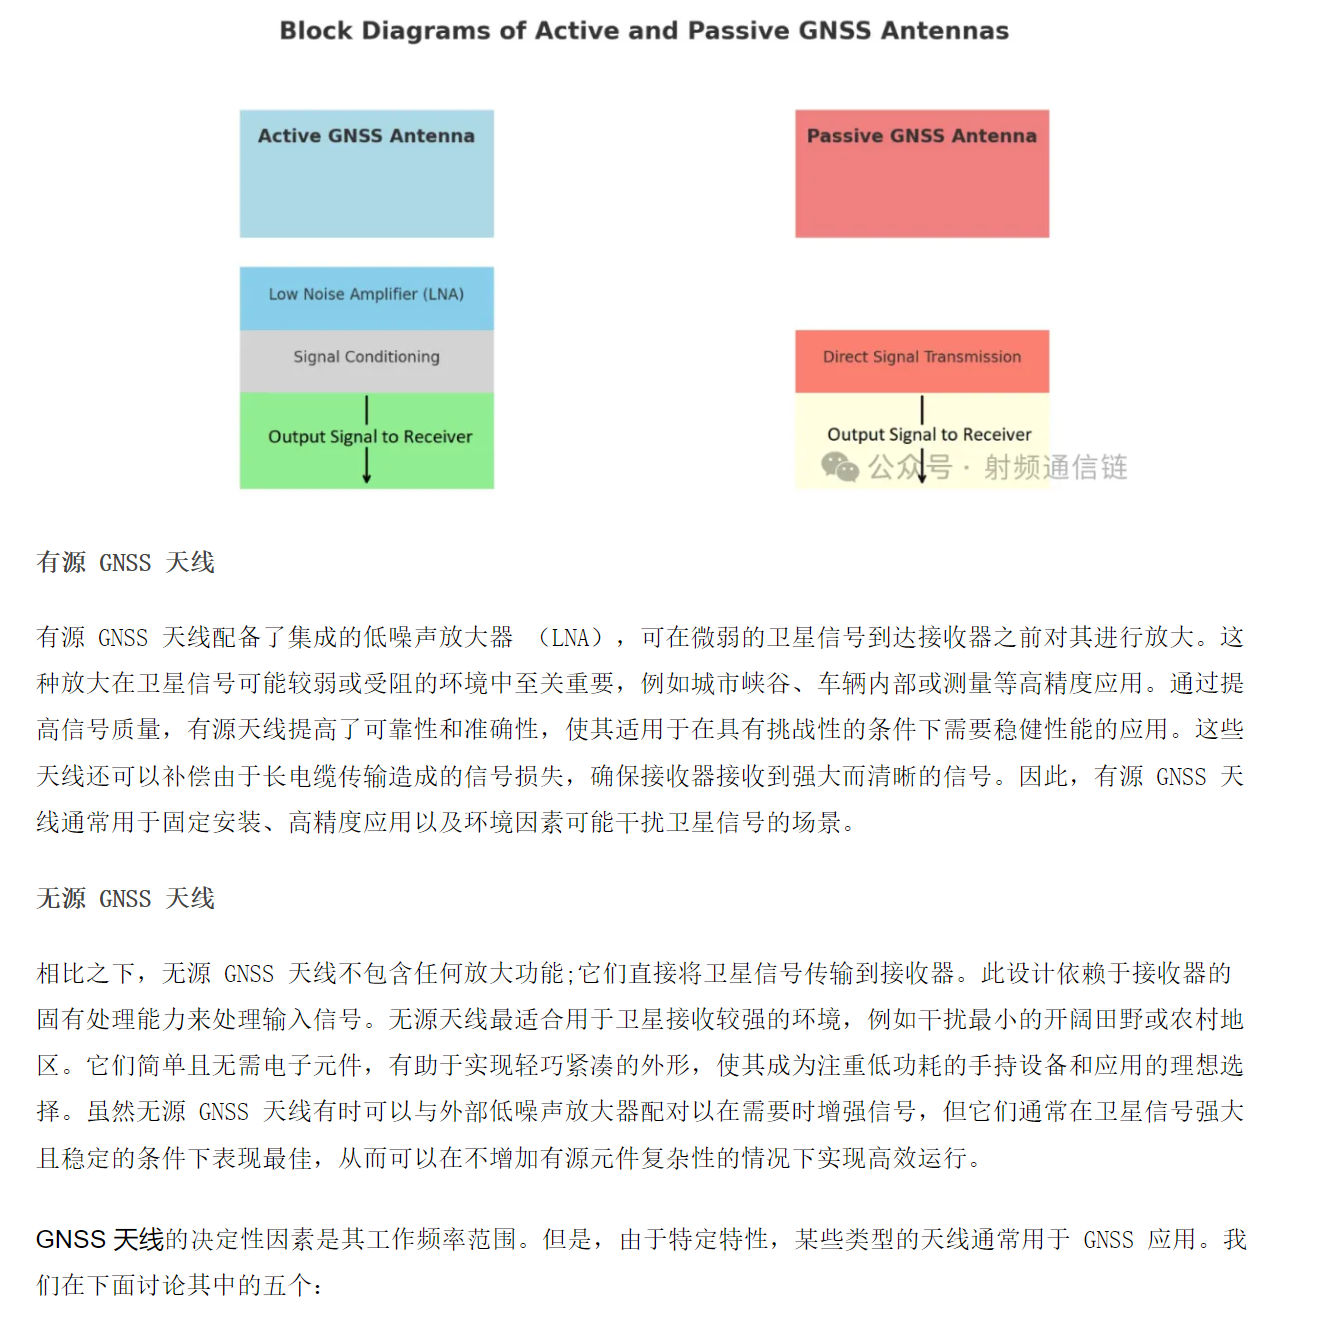 Block Diagrams of Active and Passive GNSS Antennas
Active GNSS Antenna
Low Noise Amplifier (LNA)
Signal Conditioning
Output Signal to Receiver
Passive GNSS Antenna
Direct Signal Transmission
Output Signal to Receiver
公众号 · 射频通信链
有源 GNSS 天线
有源 GNSS 天线配备了集成的低噪声放大器 （LNA），可在微弱的卫星信号到达接收器之前对其进行放大。这
种放大在卫星信号可能较弱或受阻的环境中至关重要，例如城市峡谷、车辆内部或测量等高精度应用。通过提
高信号质量，有源天线提高了可靠性和准确性，使其适用于在具有挑战性的条件下需要稳健性能的应用。这些
天线还可以补偿由于长电缆传输造成的信号损失，确保接收器接收到强大而清晰的信号。因此，有源 GNSS 天
线通常用于固定安装、高精度应用以及环境因素可能干扰卫星信号的场景。
无源 GNSS 天线
相比之下，无源 GNSS 天线不包含任何放大功能;它们直接将卫星信号传输到接收器。此设计依赖于接收器的
固有处理能力来处理输入信号。无源天线最适合用于卫星接收较强的环境，例如干扰最小的开阔田野或农村地
区。它们简单且无需电子元件，有助于实现轻巧紧凑的外形，使其成为注重低功耗的手持设备和应用的理想选
择。虽然无源 GNSS 天线有时可以与外部低噪声放大器配对以在需要时增强信号，但它们通常在卫星信号强大
且稳定的条件下表现最佳，从而可以在不增加有源元件复杂性的情况下实现高效运行。
GNSS 天线的决定性因素是其工作频率范围。但是，由于特定特性，某些类型的天线通常用于 GNSS 应用。我
们在下面讨论其中的五个：